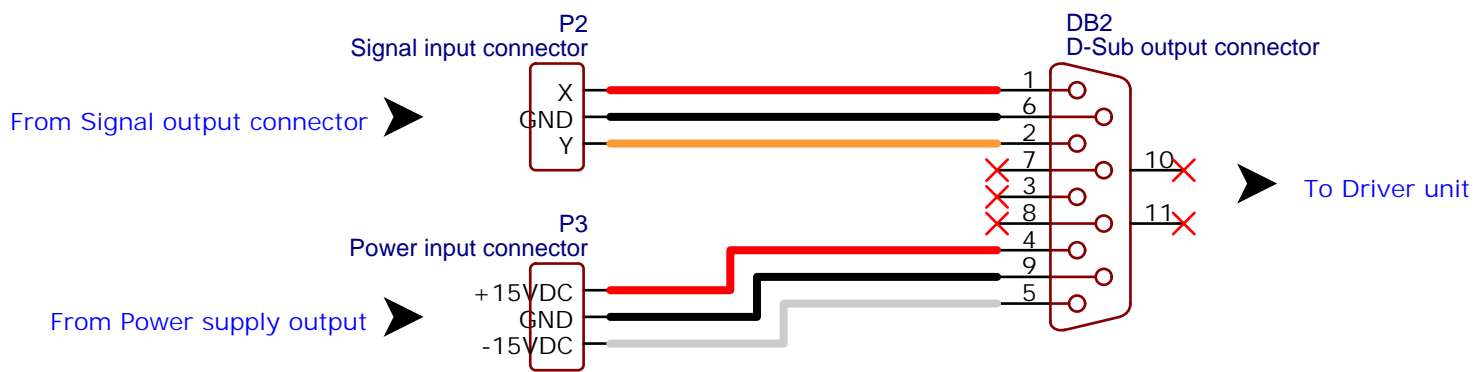 P2
Signal input connector
X
GND
Y
From Signal output connector
DB2
D-Sub output connector
1
6
2
7
3
8
4
9
5
10
11
To Driver unit
P3
Power input connector
+15VDC
GND
-15VDC
From Power supply output